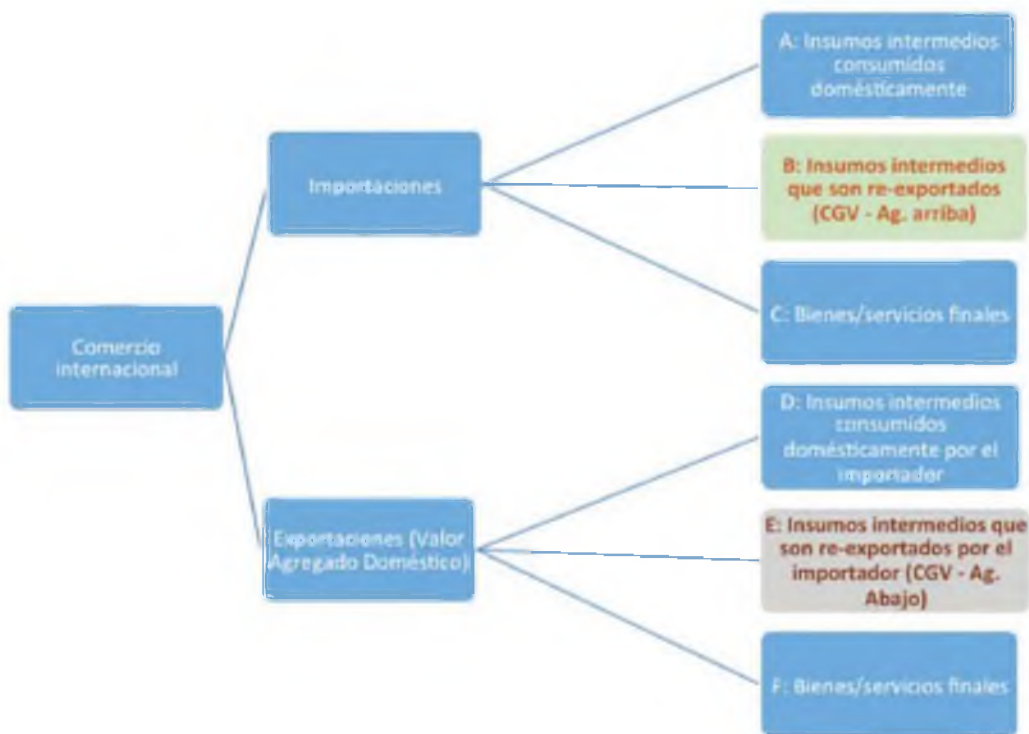 A: Insumos intermedios
consumidos
domésticamente
Importaciones
B: Insumos intermedios
que son re-exportados
(CGV - Ag. arriba)
C: Bienes/servicios finales
Comercio
internacional
D: Insumos intermedios
consumidos
domésticamente por el
importador
Exportaciones (Valor
Agregado Doméstico)
E: Insumos intermedios que
son re-exportados por el
importador (CGV - Ag.
Abajo)
F: Bienes/servicios finales